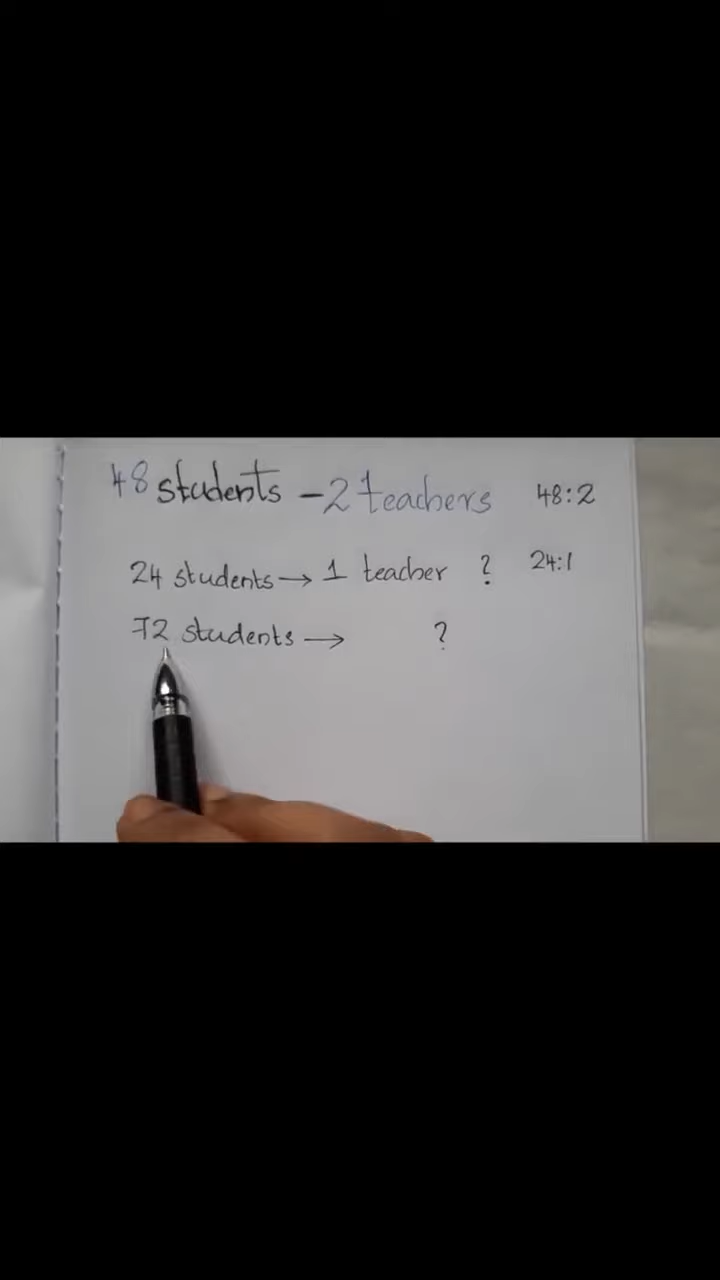 48 students - 2 teachers 48:2
24 students → 1 teacher ? 24:1
72 students → ?